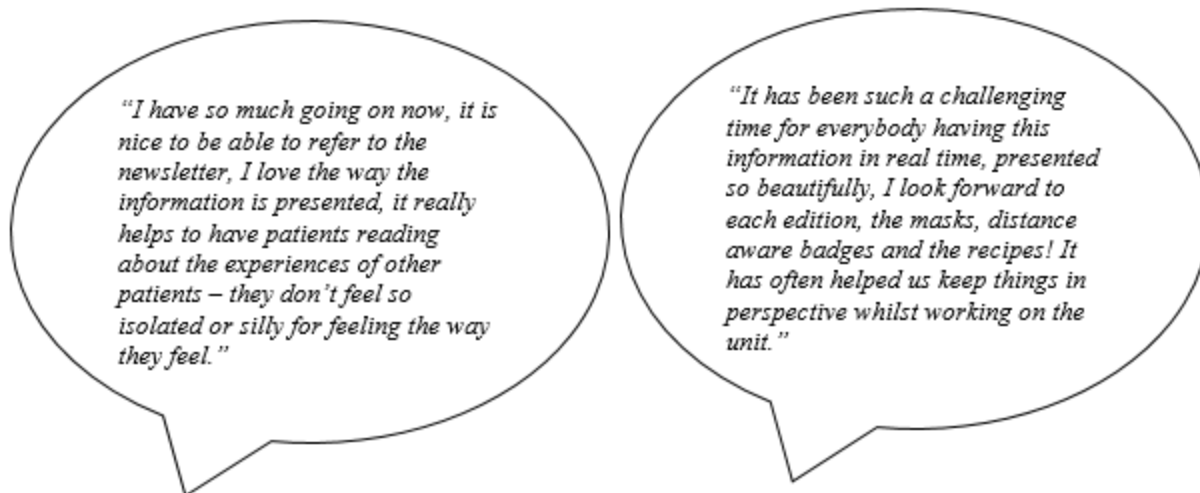 “I have so much going on now, it is
nice to be able to refer to the
newsletter, I love the way the
information is presented, it really
helps to have patients reading
about the experiences of other
patients – they don’t feel so
isolated or silly for feeling the way
they feel.”
“It has been such a challenging
time for everybody having this
information in real time, presented
so beautifully, I look forward to
each edition, the masks, distance
aware badges and the recipes! It
has often helped us keep things in
perspective whilst working on the
unit.”